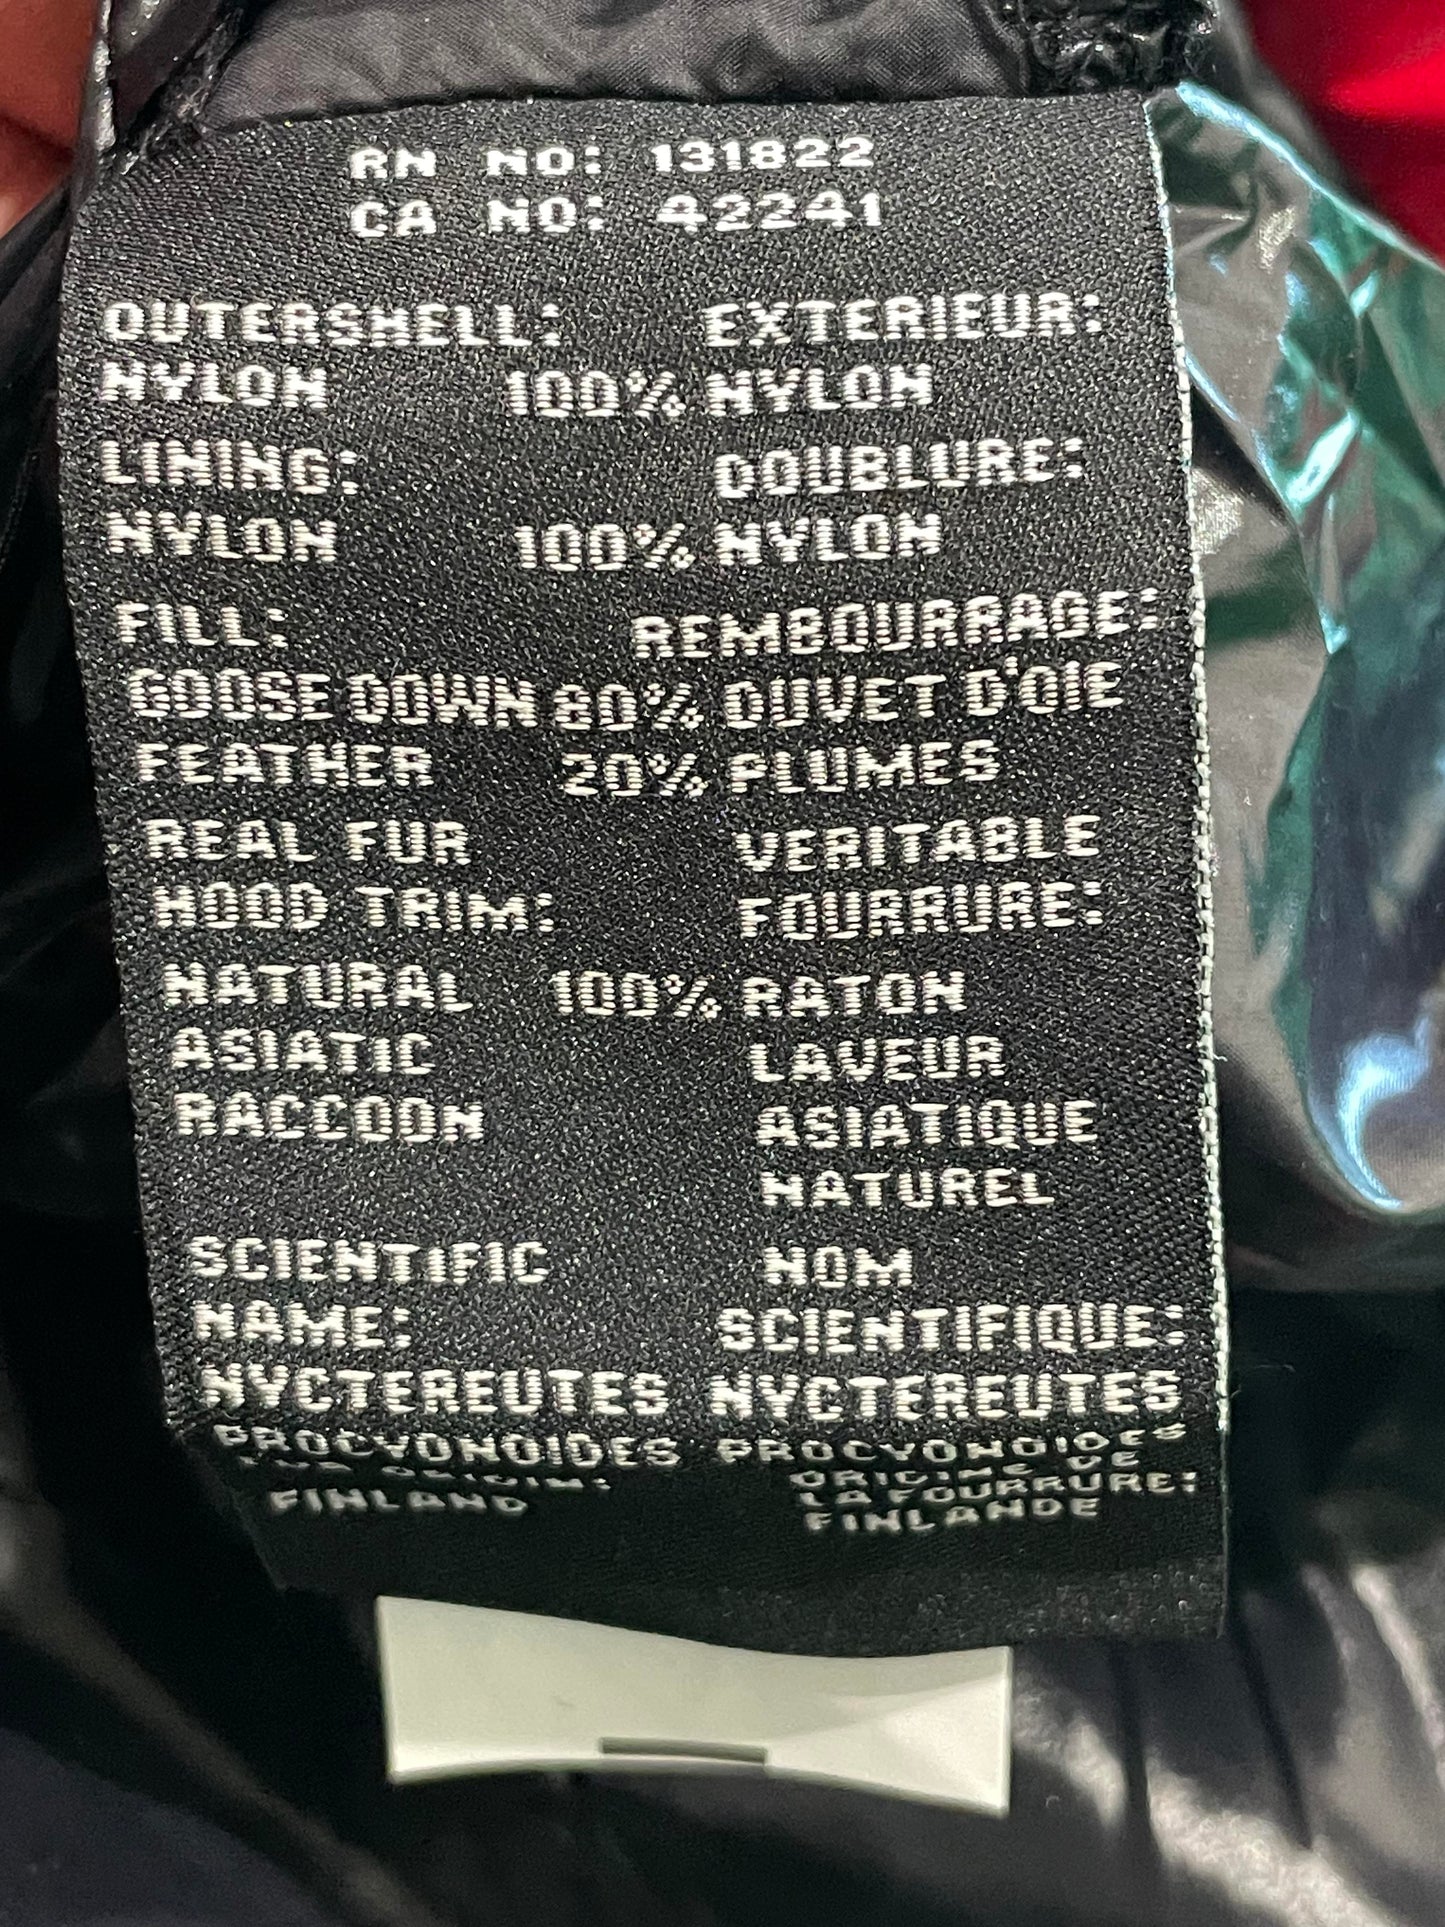 RN NO: 131822
CA NO: 42241
OUTERSHELL: EXTERIEUR:
NYLON 100% NYLON
LINING: DOUBLURE:
NYLON 100% NYLON
FILL: REMBOURRAGE:
GOOSE DOWN 80% DUVET D'OIE
FEATHER 20% PLUMES
REAL FUR VERITABLE
HOOD TRIM: FOURRURE:
NATURAL 100% RATON
ASIATIC LAVEUR
RACCOON ASIATIQUE
NATUREL
SCIENTIFIC NOM
NAME: SCIENTIFIQUE:
NYCTEREUTES NYCTEREUTES
PROCYONOIDES PROCYONOIDES
FUR ORIGIN: ORIGINE DE
LA FOURRURE:
FINLAND FINLANDE